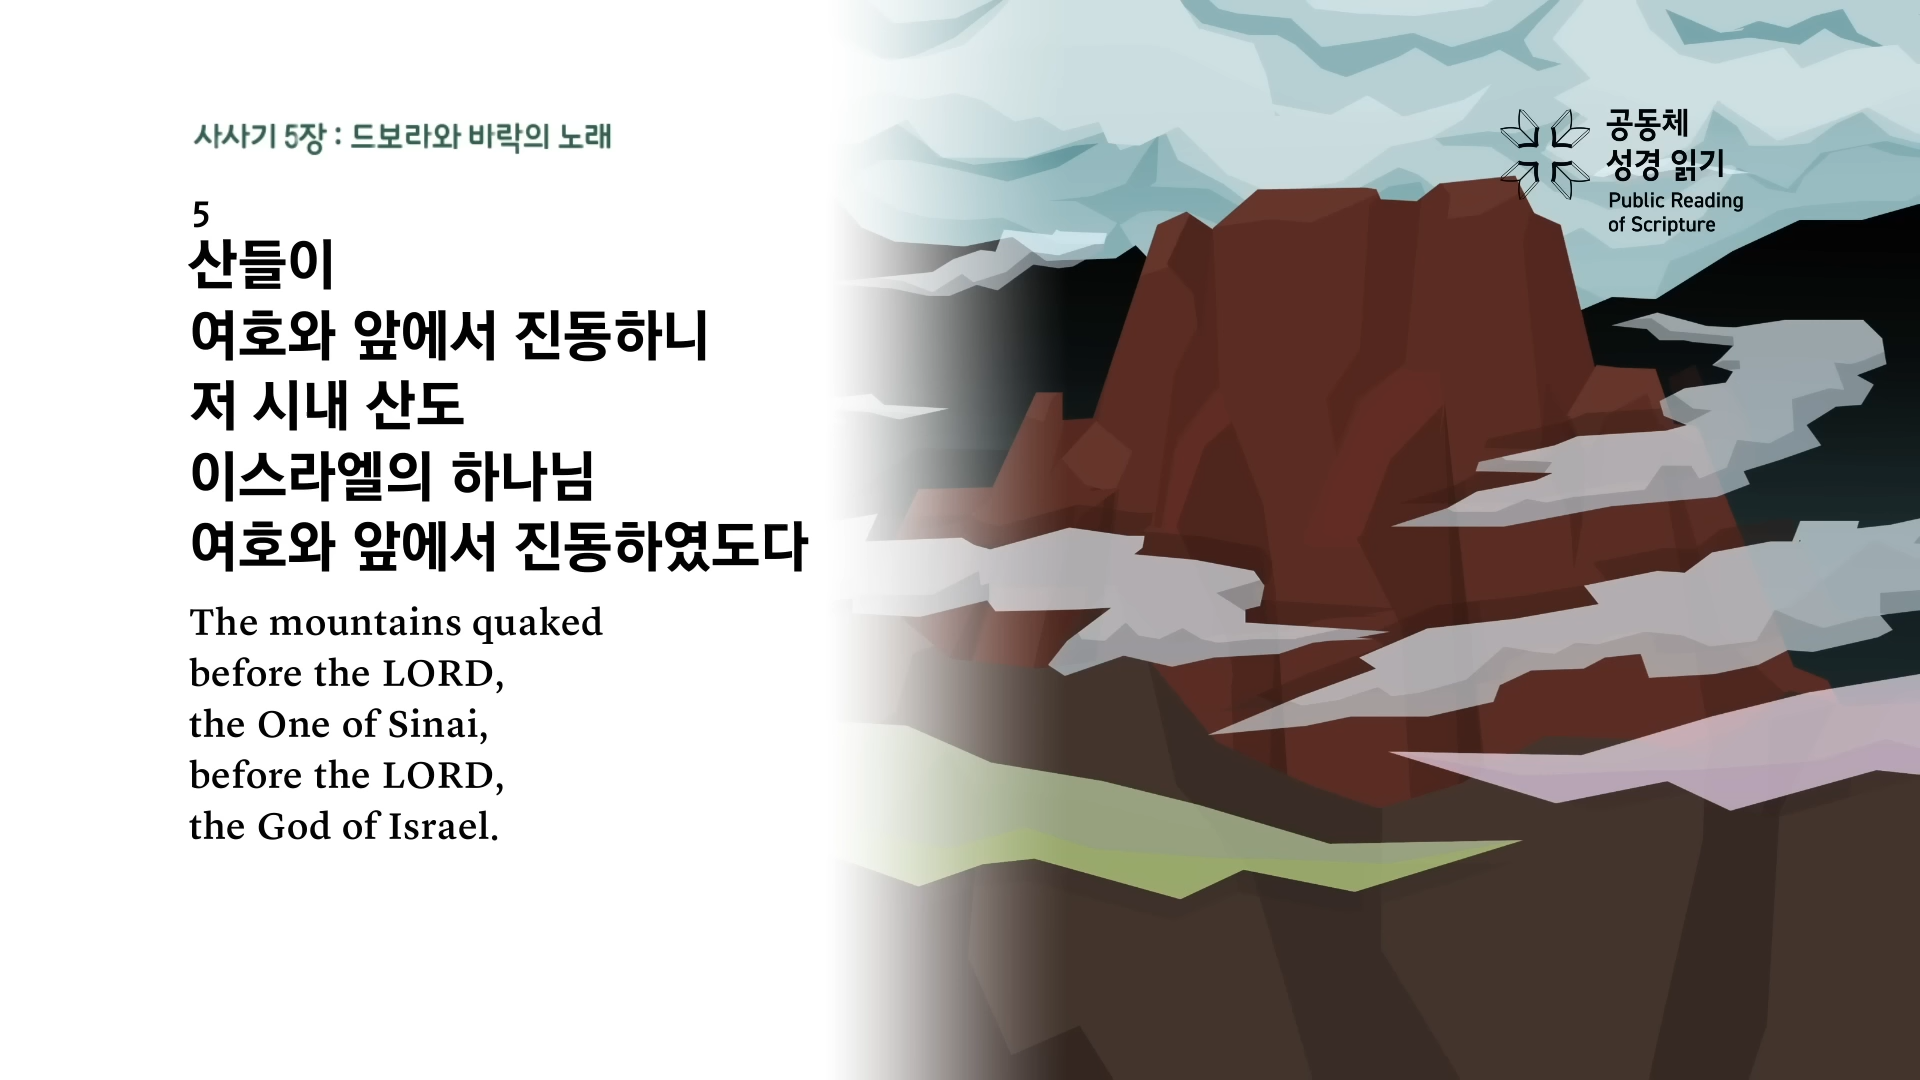 사사기 5장 : 드보라와 바락의 노래
5
산들이
여호와 앞에서 진동하니
저 시내 산도
이스라엘의 하나님
여호와 앞에서 진동하였도다
The mountains quaked
before the LORD,
the One of Sinai,
before the LORD,
the God of Israel.
공동체
성경 읽기
Public Reading
of Scripture